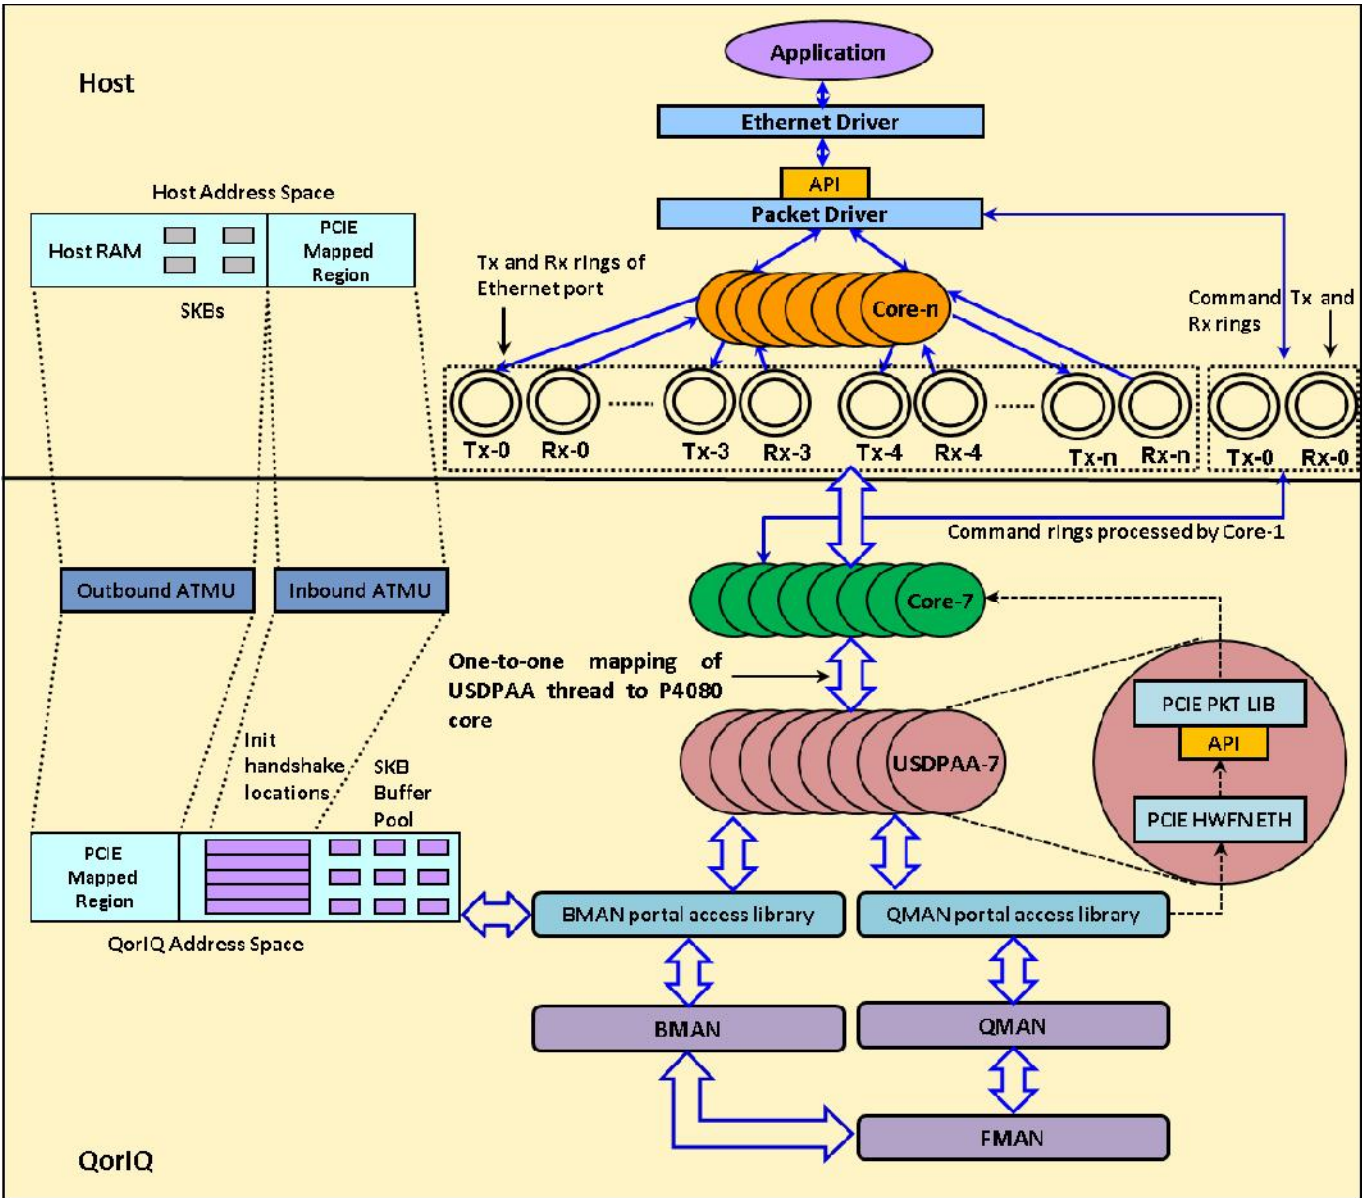 Host
Application
Ethernet Driver
API
Packet Driver
Host Address Space
Host RAM
SKBs
PCIE
Mapped
Region
Tx and Rx rings of
Ethernet port
Core-n
Command Tx and
Rx rings
Tx-0
Rx-0
Tx-3
Rx-3
Tx-4
Rx-4
Tx-n
Rx-n
Tx-0
Rx-0
Command rings processed by Core-1
Outbound ATMU
Inbound ATMU
Core-7
One-to-one mapping of
USDPAA thread to P4080
core
USDPAA-7
PCIE PKT LIB
API
PCIE HWFN ETH
Init
handshake
locations
SKB
Buffer
Pool
PCIE
Mapped
Region
QorIQ Address Space
BMAN portal access library
QMAN portal access library
BMAN
QMAN
FMAN
QorIQ